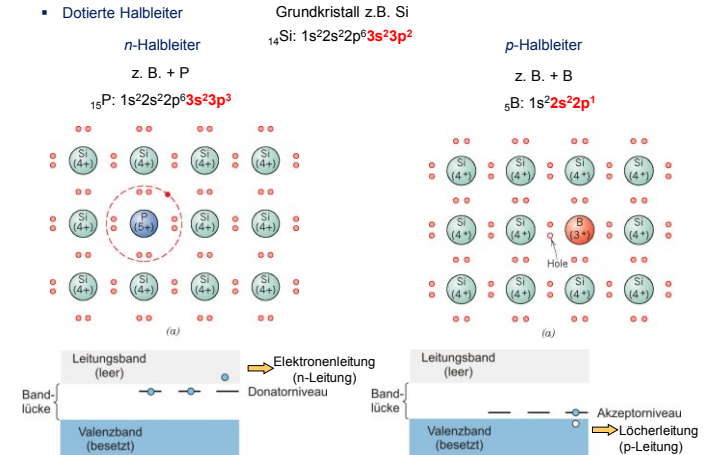 ▪ Dotierte Halbleiter
Grundkristall z.B. Si
₁₄Si: 1s²2s²2p⁶3s²3p²
n-Halbleiter
z. B. + P
₁₅P: 1s²2s²2p⁶3s²3p³
Si (4+) Si (4+) Si (4+) Si (4+)
Si (4+) P (5+) Si (4+) Si (4+)
Si (4+) Si (4+) Si (4+) Si (4+)
(a)
Leitungsband
(leer)
Elektronenleitung
(n-Leitung)
Band-
lücke
Donatorniveau
Valenzband
(besetzt)
p-Halbleiter
z. B. + B
₅B: 1s²2s²2p¹
Si (4+) Si (4+) Si (4+) Si (4+)
Si (4+) Si (4+) B (3+) Si (4+)
Hole
Si (4+) Si (4+) Si (4+) Si (4+)
(a)
Leitungsband
(leer)
Band-
lücke
Akzeptorniveau
Valenzband
(besetzt)
Löcherleitung
(p-Leitung)